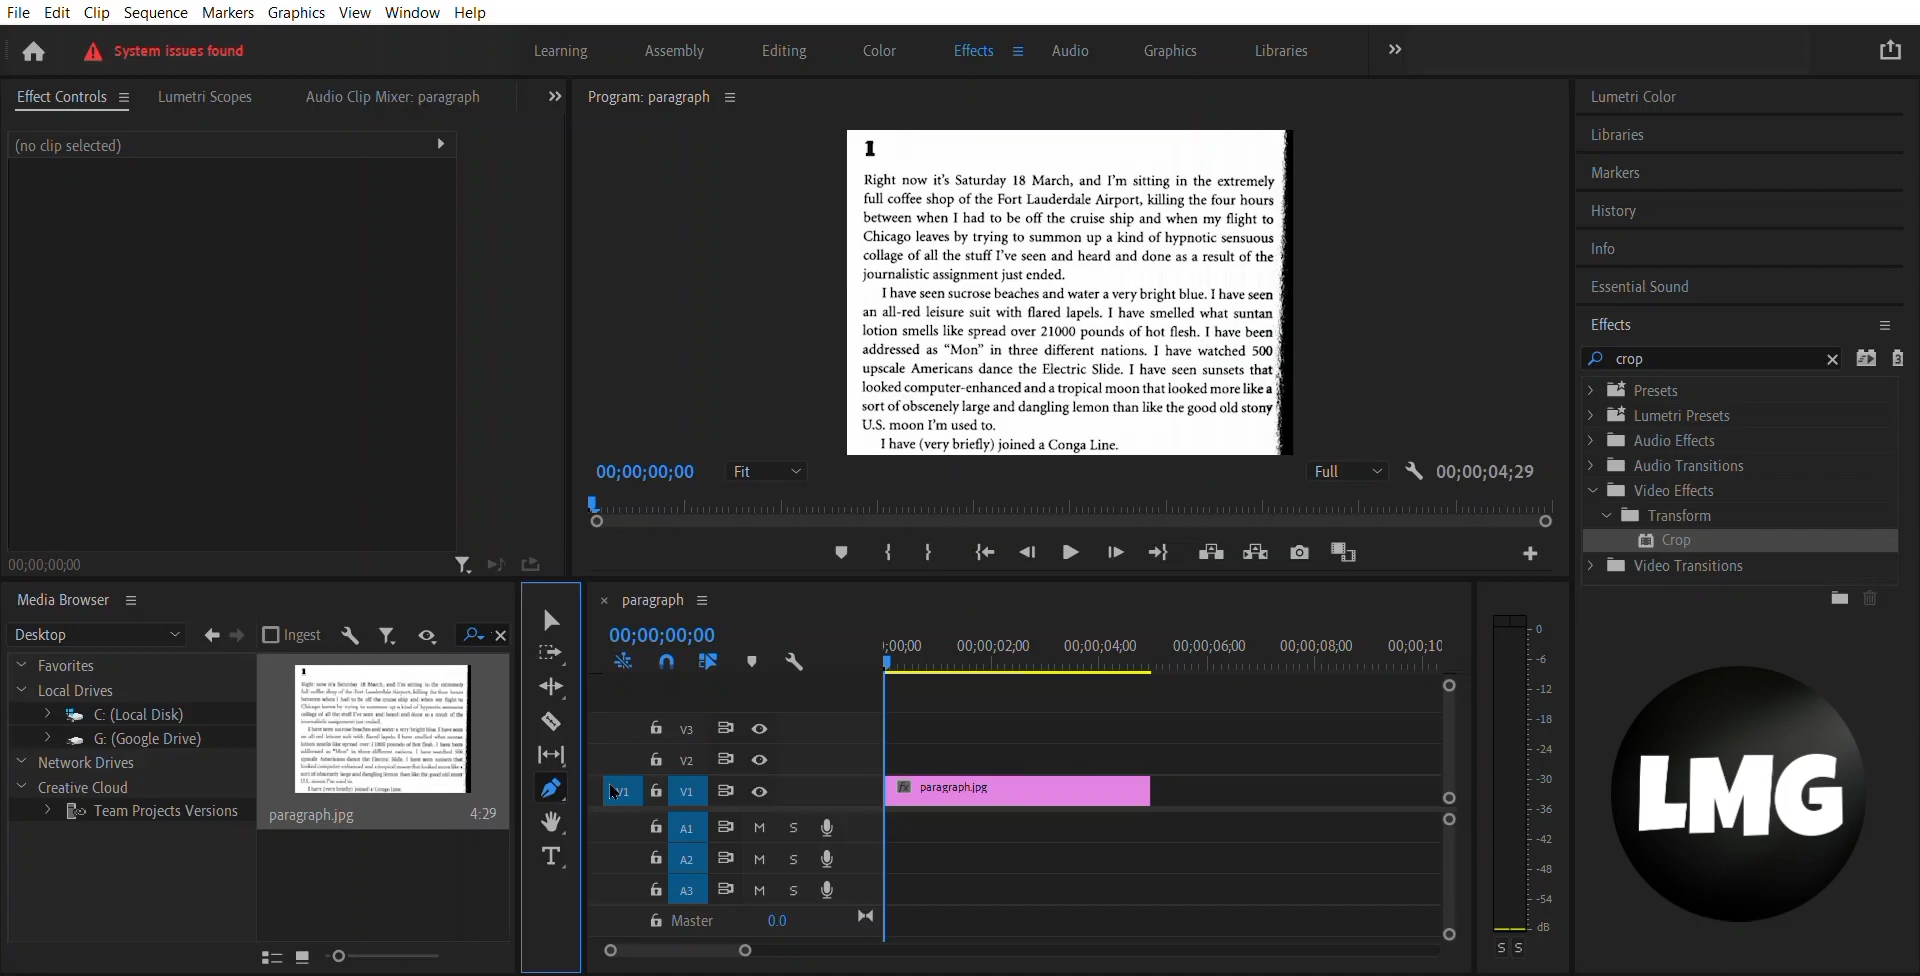 File Edit Clip Sequence Markers Graphics View Window Help
System issues found
Learning Assembly Editing Color Effects Audio Graphics Libraries
Effect Controls Lumetri Scopes Audio Clip Mixer: paragraph
(no clip selected)
00;00;00;00
Program: paragraph
1
Right now it's Saturday 18 March, and I'm sitting in the extremely
full coffee shop of the Fort Lauderdale Airport, killing the four hours
between when I had to be off the cruise ship and when my flight to
Chicago leaves by trying to summon up a kind of hypnotic sensuous
collage of all the stuff I've seen and heard and done as a result of the
journalistic assignment just ended.
I have seen sucrose beaches and water a very bright blue. I have seen
an all-red leisure suit with flared lapels. I have smelled what suntan
lotion smells like spread over 21000 pounds of hot flesh. I have been
addressed as “Mon” in three different nations. I have watched 500
upscale Americans dance the Electric Slide. I have seen sunsets that
looked computer-enhanced and a tropical moon that looked more like a
sort of obscenely large and dangling lemon than like the good old stony
U.S. moon I'm used to.
I have (very briefly) joined a Conga Line.
00;00;00;00 Fit Full 00;00;04;29
Lumetri Color
Libraries
Markers
History
Info
Essential Sound
Effects
crop
Presets
Lumetri Presets
Audio Effects
Audio Transitions
Video Effects
Transform
Crop
Video Transitions
Media Browser
Desktop Ingest
Favorites
Local Drives
C: (Local Disk)
G: (Google Drive)
Network Drives
Creative Cloud
Team Projects Versions
paragraph.jpg 4:29
T
× paragraph
00;00;00;00
;00;00 00;00;02;00 00;00;04;00 00;00;06;00 00;00;08;00 00;00;10
V3
V2
V1 V1 fx paragraph.jpg
A1 M S
A2 M S
A3 M S
Master 0.0
0
-6
-12
-18
-24
-30
-36
-42
-48
-54
dB
S S
LMG